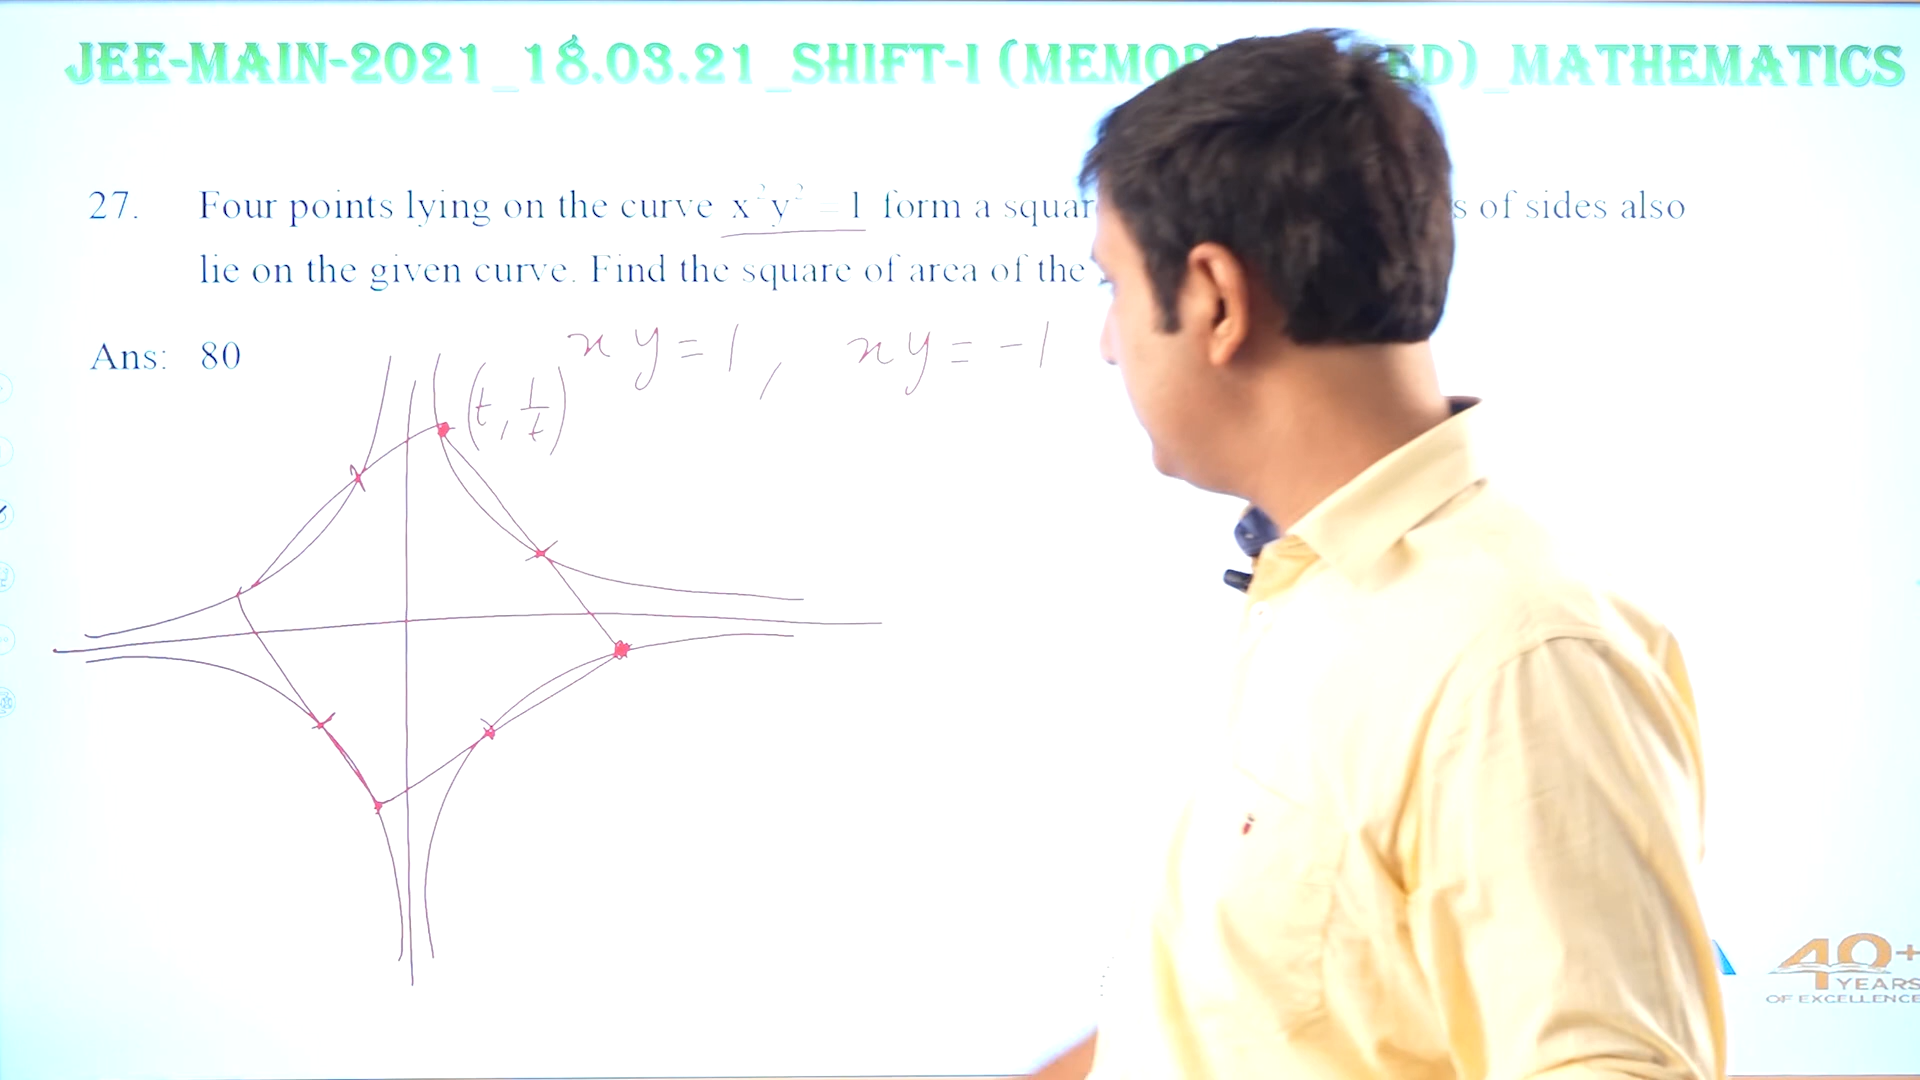 JEE-MAIN-2021_18.03.21_SHIFT-I (MEMO ED)_MATHEMATICS
27. Four points lying on the curve x²y² = 1 form a squar s of sides also
lie on the given curve. Find the square of area of the
xy = 1, xy = -1
Ans: 80
(t, 1/t)
40+
YEARS
OF EXCELLENCE